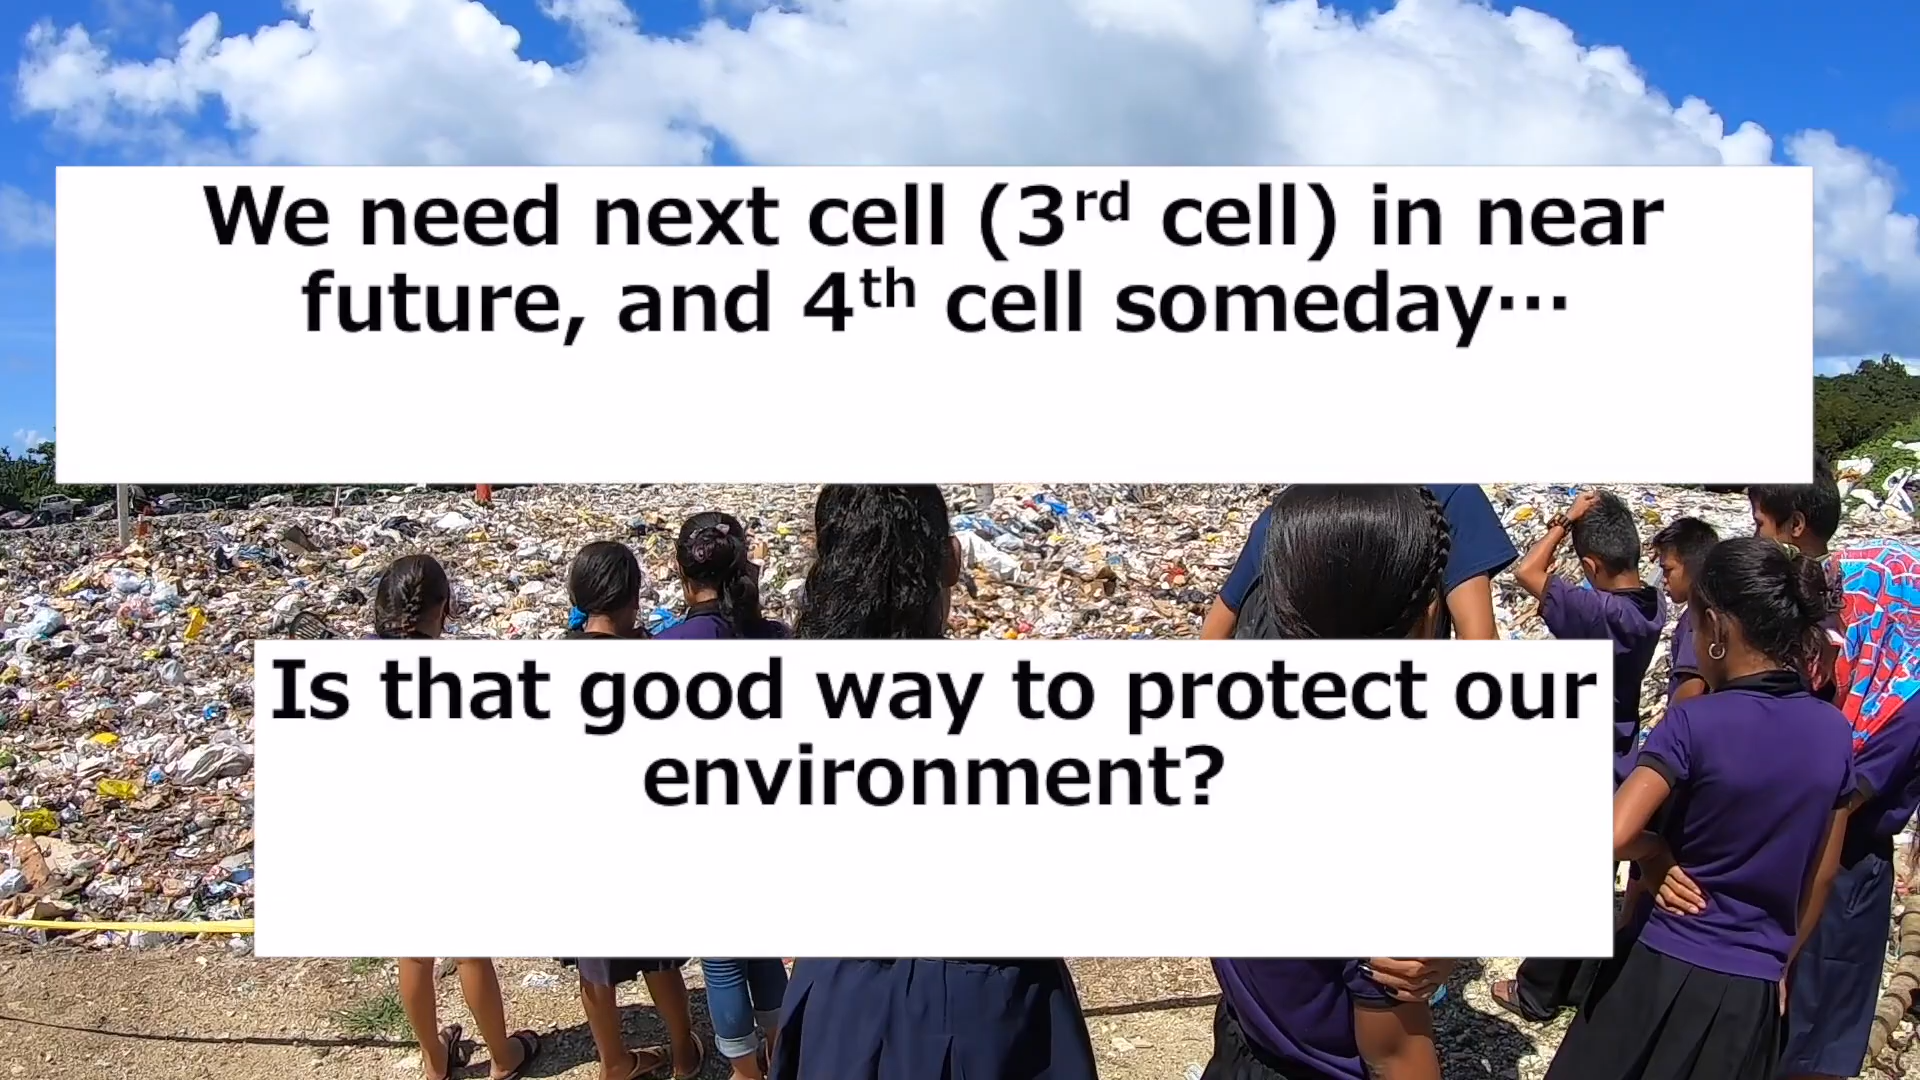 We need next cell (3rd cell) in near
future, and 4th cell someday…
Is that good way to protect our
environment?